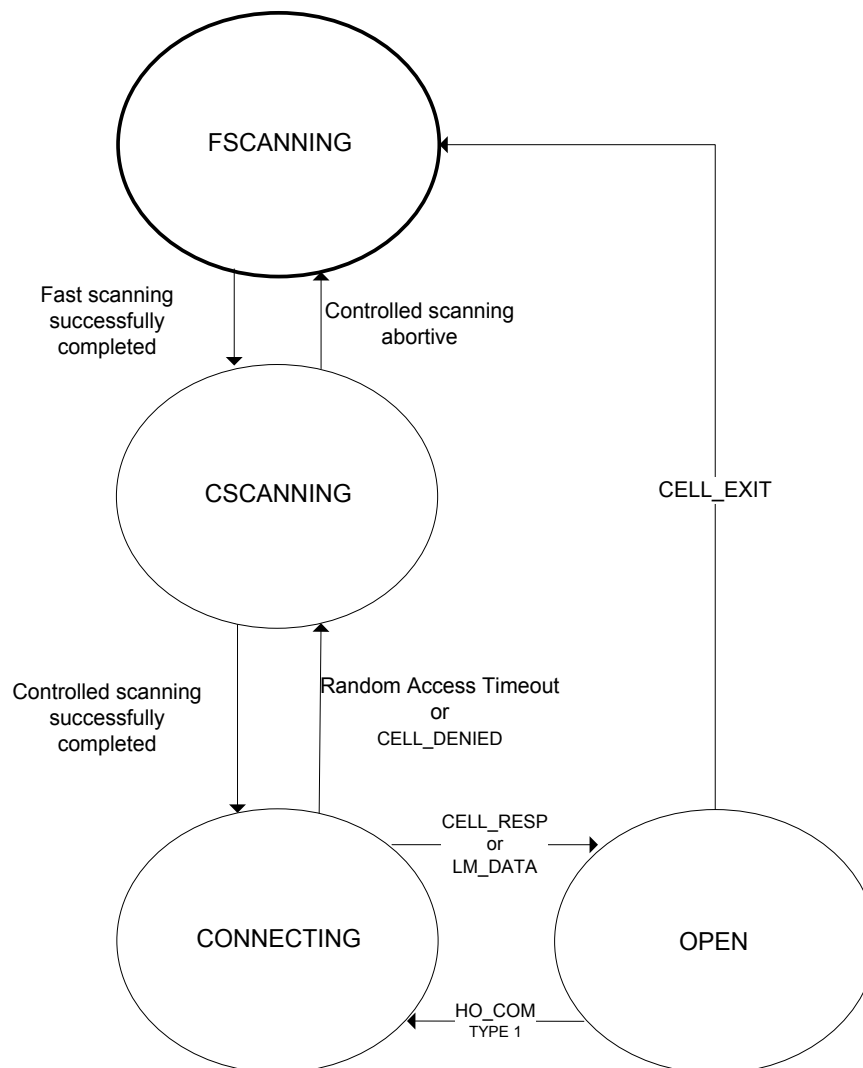 FSCANNING
Fast scanning
successfully
completed
Controlled scanning
abortive
CSCANNING
CELL_EXIT
Controlled scanning
successfully
completed
Random Access Timeout
or
CELL_DENIED
CELL_RESP
or
LM_DATA
CONNECTING
OPEN
HO_COM
TYPE 1